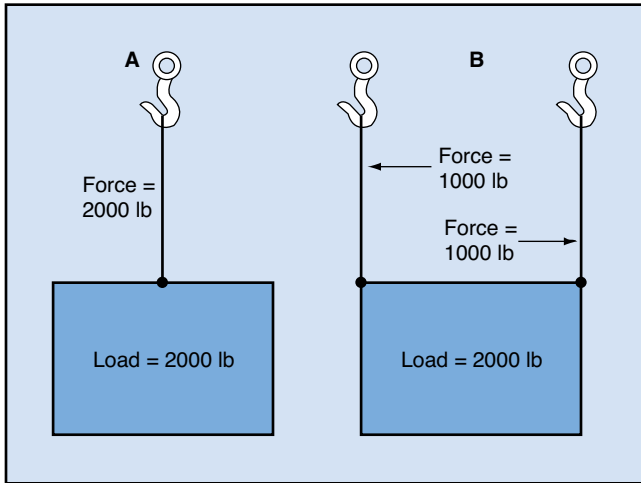 A
B
Force =
2000 lb
Force =
1000 lb
Force =
1000 lb
Load = 2000 lb
Load = 2000 lb